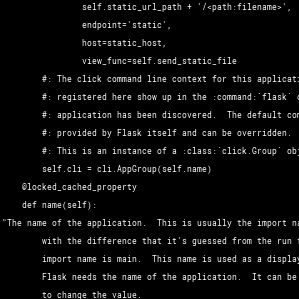 self.static_url_path + '/<path:filename>',
endpoint='static',
host=static_host,
view_func=self.send_static_file
#: The click command line context for this applicati
#: registered here show up in the :command:`flask`
#: application has been discovered.  The default com
#: provided by Flask itself and can be overridden.
#: This is an instance of a :class:`click.Group` obj
self.cli = cli.AppGroup(self.name)
@locked_cached_property
def name(self):
"The name of the application.  This is usually the import na
with the difference that it's guessed from the run f
import name is main.  This name is used as a display
Flask needs the name of the application.  It can be
to change the value.